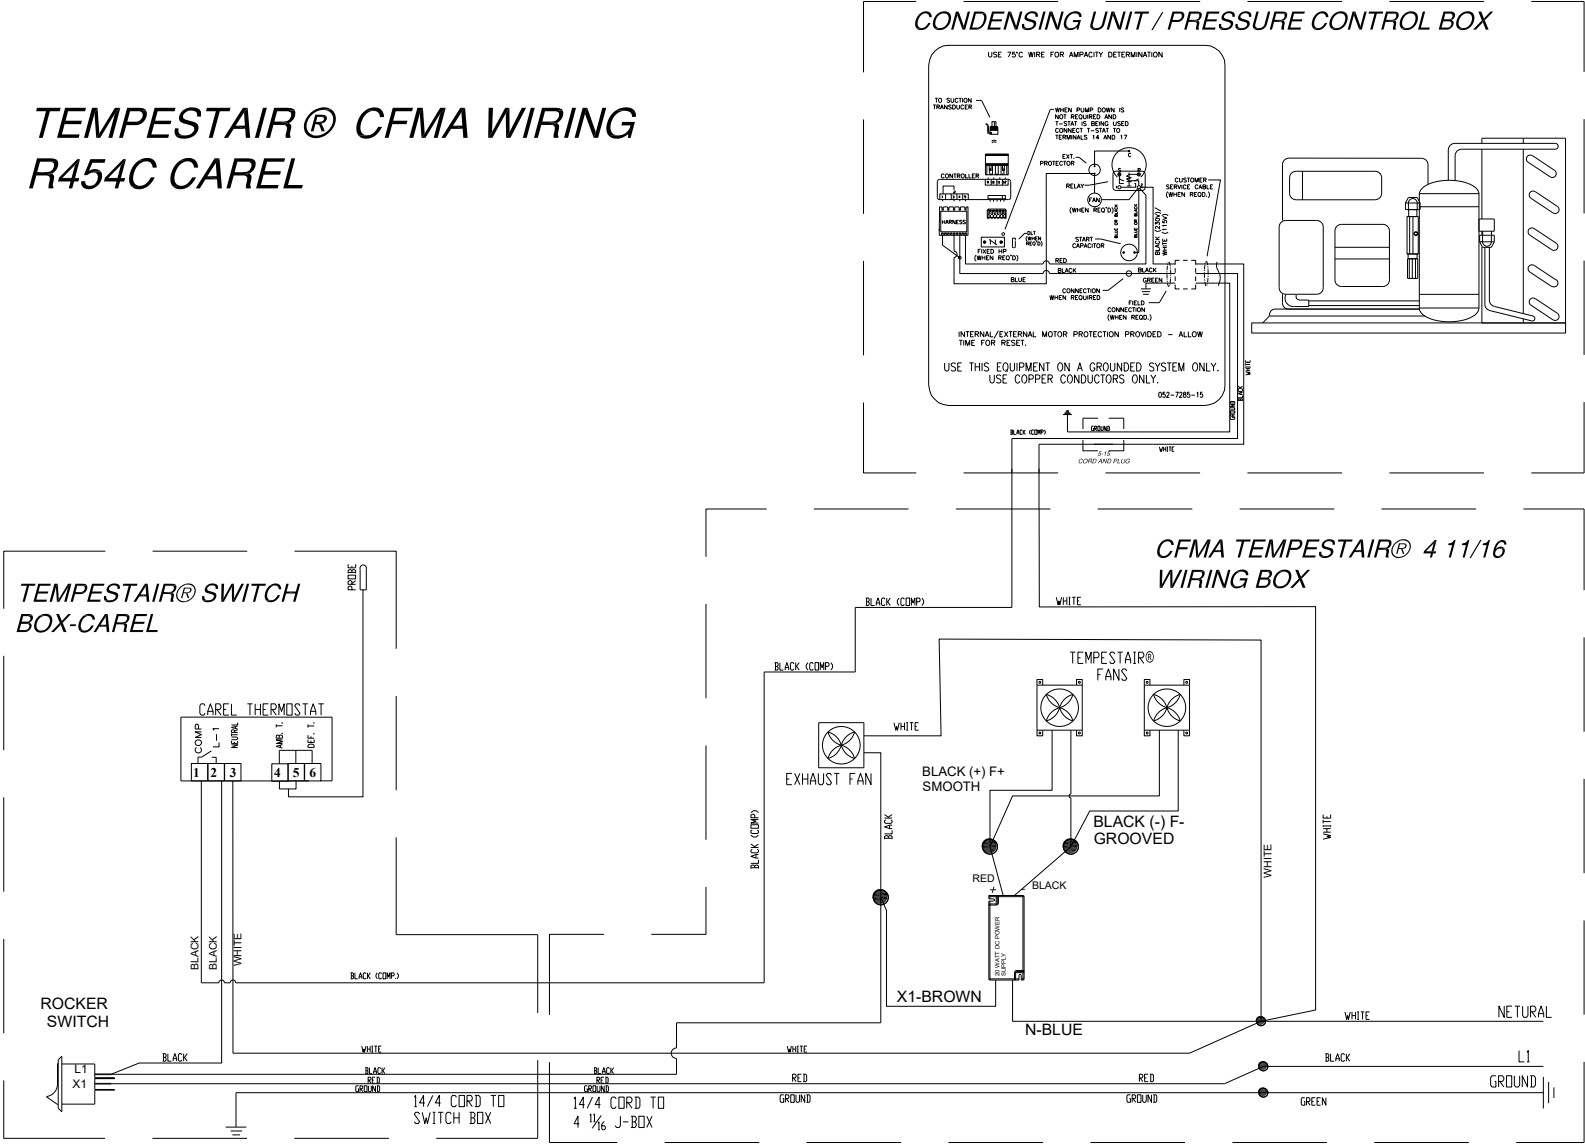 TEMPESTAIR® CFMA WIRING
R454C CAREL
CONDENSING UNIT / PRESSURE CONTROL BOX
USE 75°C WIRE FOR AMPACITY DETERMINATION
TO SUCTION
TRANSDUCER
WHEN PUMP DOWN IS
NOT REQUIRED AND
T-STAT IS BEING USED
CONNECT T-STAT TO
TERMINALS 14 AND 17
EXT.
PROTECTOR
C
CONTROLLER
RELAY
FAN
(WHEN REQ'D)
CUSTOMER
SERVICE CABLE
(WHEN REQD.)
HARNESS
BLUE OR BLACK
BLUE OR BLACK
BLACK (230V)/
WHITE (115V)
DLT
(WHEN
REQ'D)
START
CAPACITOR
FIXED HP
(WHEN REQ'D)
RED
BLACK
BLACK
BLUE
GREEN
CONNECTION
WHEN REQUIRED
FIELD
CONNECTION
(WHEN REQD.)
INTERNAL/EXTERNAL MOTOR PROTECTION PROVIDED - ALLOW
TIME FOR RESET.
USE THIS EQUIPMENT ON A GROUNDED SYSTEM ONLY.
USE COPPER CONDUCTORS ONLY.
052-7285-15
WHITE
BLACK
GROUND
BLACK (COMP)
GROUND
WHITE
5-15
CORD AND PLUG
CFMA TEMPESTAIR® 4 11/16
WIRING BOX
TEMPESTAIR® SWITCH
BOX-CAREL
PROBE
BLACK (COMP)
WHITE
BLACK (COMP)
TEMPESTAIR®
FANS
CAREL THERMOSTAT
COMP
L-1
NEUTRAL
AMB. T.
DEF. T.
1 2 3 4 5 6
WHITE
EXHAUST FAN
BLACK (+) F+
SMOOTH
BLACK (-) F-
GROOVED
BLACK (COMP)
BLACK
WHITE
WHITE
RED
+
-
BLACK
20 WATT DC POWER
SUPPLY
BLACK
BLACK
WHITE
BLACK (COMP.)
X1-BROWN
N-BLUE
ROCKER
SWITCH
WHITE
NETURAL
BLACK
WHITE
WHITE
BLACK
L1
L1
X1
BLACK
RED
GROUND
BLACK
RED
GROUND
RED
GROUND
RED
GROUND
GREEN
GROUND
14/4 CORD TO
SWITCH BOX
14/4 CORD TO
4 11/16 J-BOX